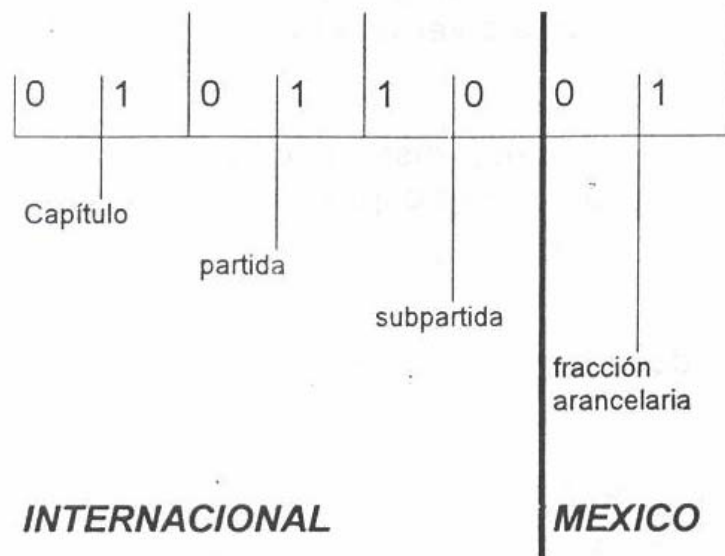 0 1 0 1 1 0 0 1
Capítulo
partida
subpartida
fracción
arancelaria
INTERNACIONAL MEXICO